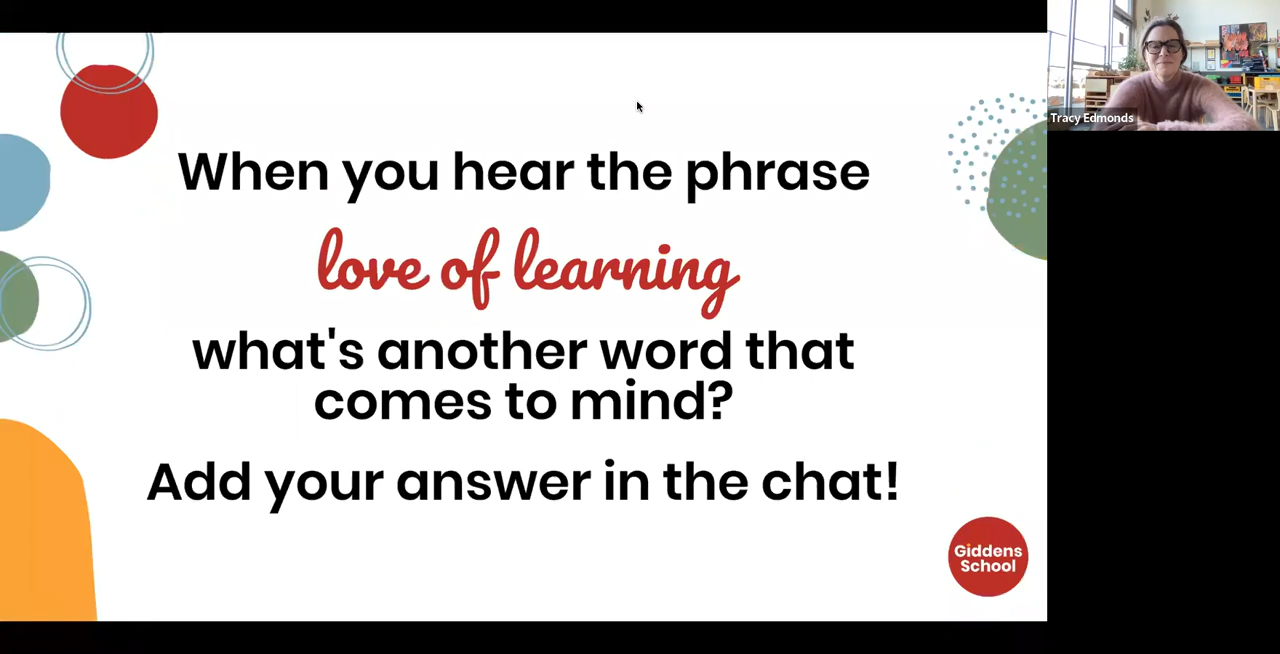 When you hear the phrase
love of learning
what's another word that
comes to mind?
Add your answer in the chat!
Giddens
School
Tracy Edmonds